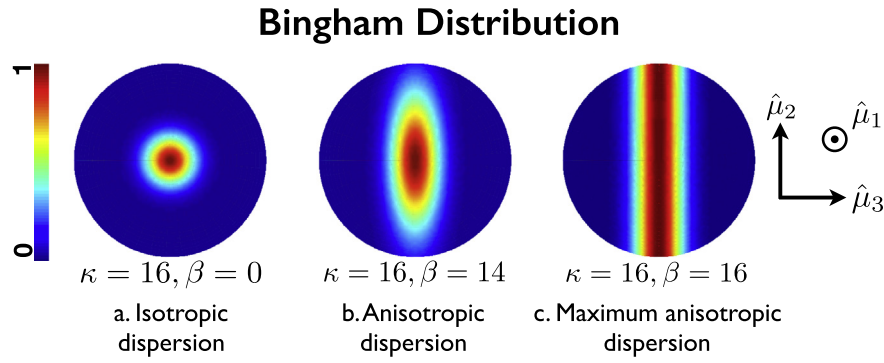 Bingham Distribution
1
0
μ̂₂
μ̂₁
μ̂₃
κ = 16, β = 0
κ = 16, β = 14
κ = 16, β = 16
a. Isotropic
dispersion
b. Anisotropic
dispersion
c. Maximum anisotropic
dispersion